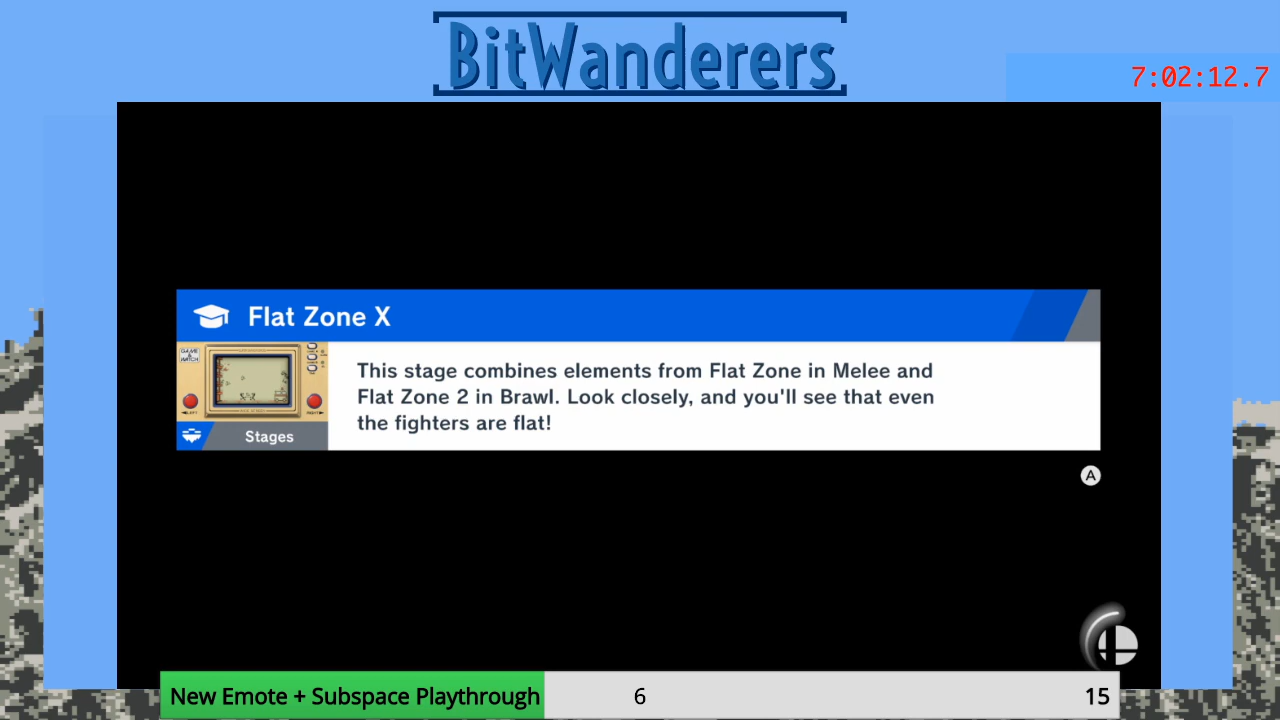 BitWanderers
7:02:12.7
Flat Zone X
GAME & WATCH
This stage combines elements from Flat Zone in Melee and
Flat Zone 2 in Brawl. Look closely, and you'll see that even
the fighters are flat!
Stages
A
New Emote + Subspace Playthrough 6 15